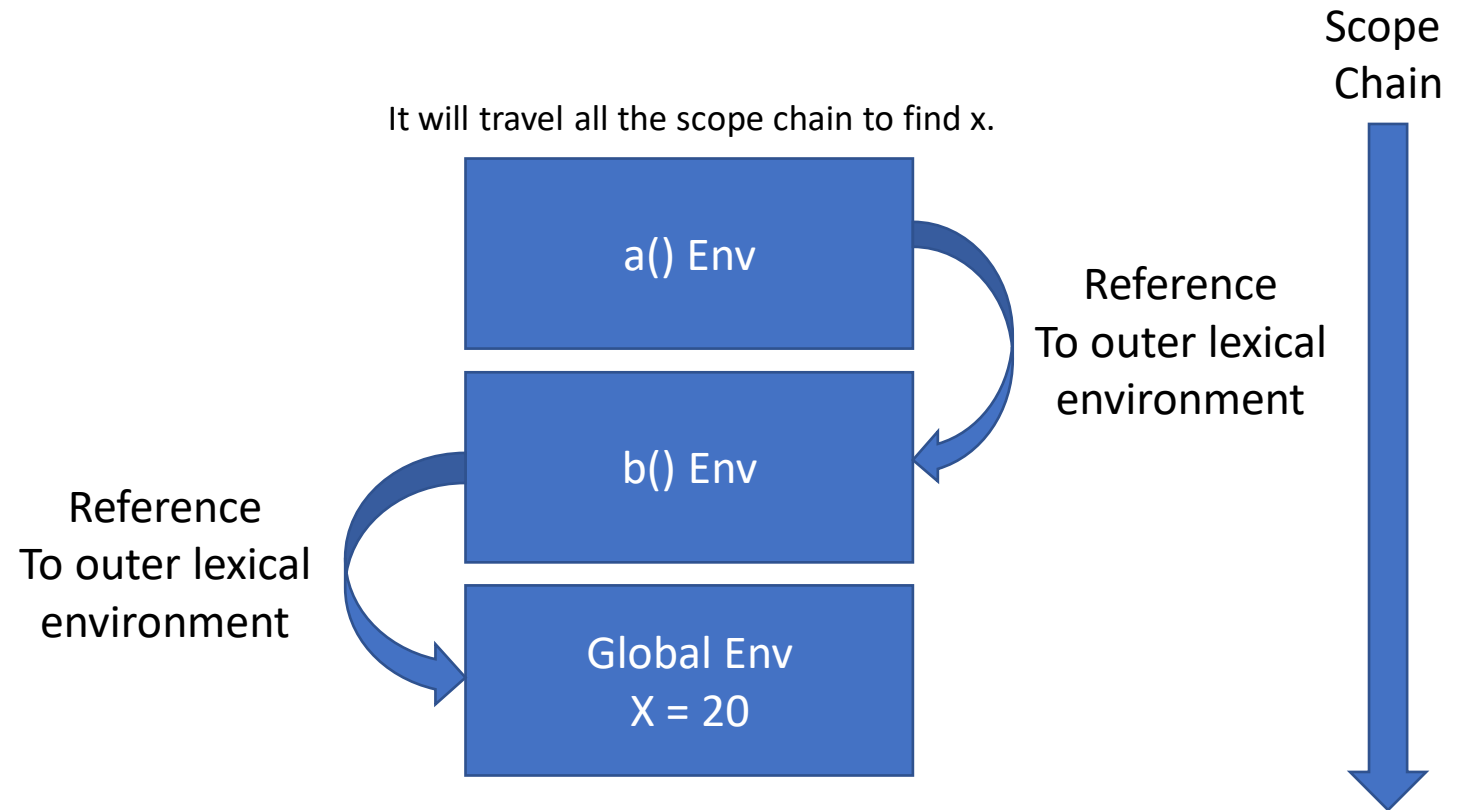 Scope
Chain
It will travel all the scope chain to find x.
a() Env
Reference
To outer lexical
environment
b() Env
Reference
To outer lexical
environment
Global Env
X = 20